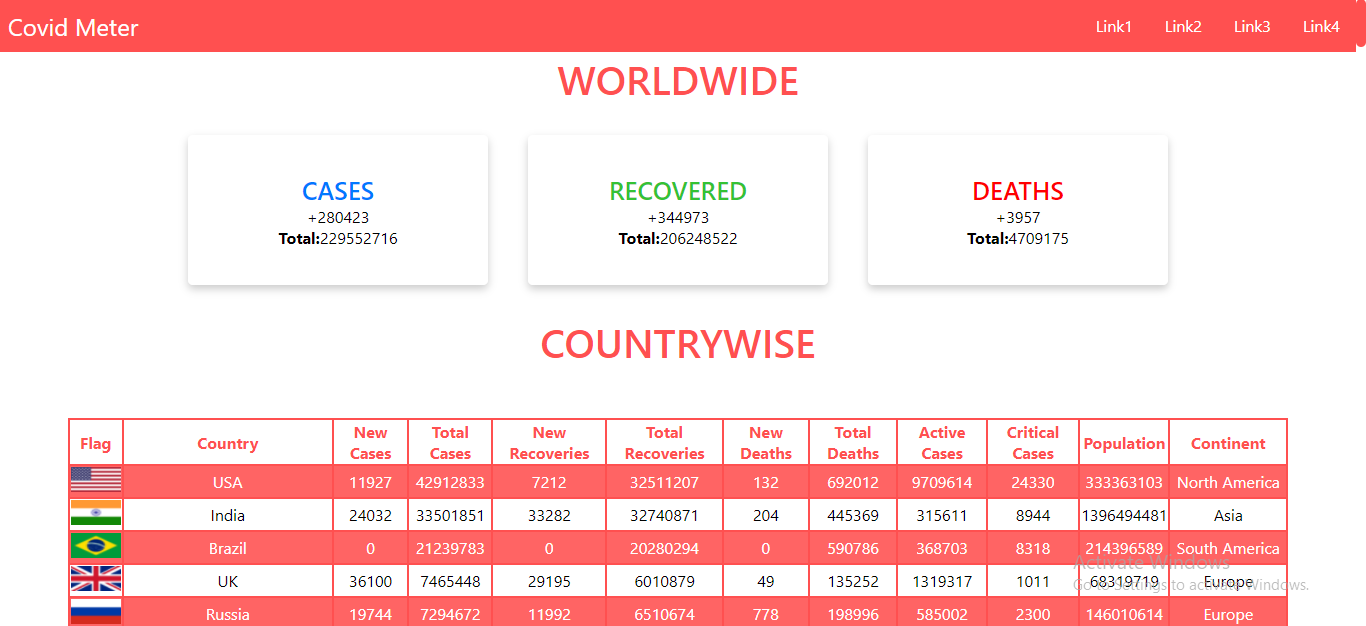 Covid Meter Link1 Link2 Link3 Link4
WORLDWIDE
CASES
+280423
Total:229552716
RECOVERED
+344973
Total:206248522
DEATHS
+3957
Total:4709175
COUNTRYWISE
Flag Country New Cases Total Cases New Recoveries Total Recoveries New Deaths Total Deaths Active Cases Critical Cases Population Continent
USA 11927 42912833 7212 32511207 132 692012 9709614 24330 333363103 North America
India 24032 33501851 33282 32740871 204 445369 315611 8944 1396494481 Asia
Brazil 0 21239783 0 20280294 0 590786 368703 8318 214396589 South America
UK 36100 7465448 29195 6010879 49 135252 1319317 1011 68319719 Europe
Russia 19744 7294672 11992 6510674 778 198996 585002 2300 146010614 Europe
Activate Windows
Go to Settings to activate Windows.